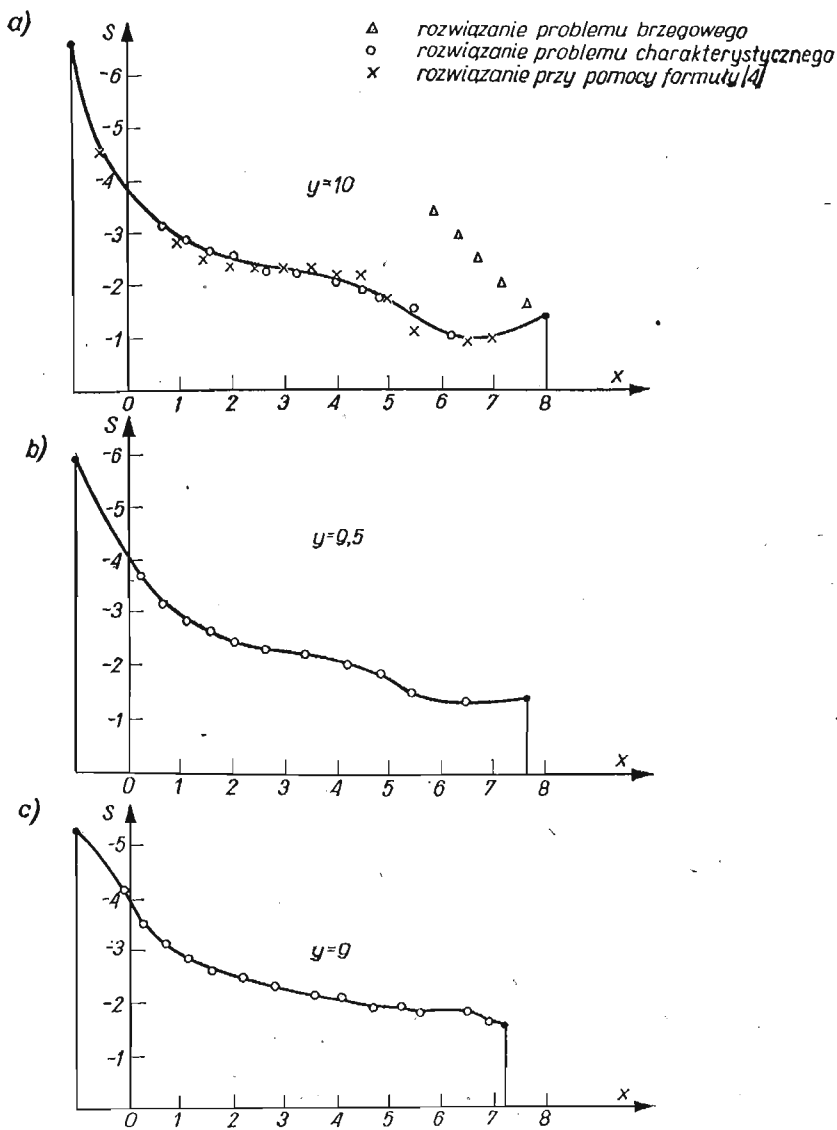 a)
S
△ rozwiązanie problemu brzegowego
o rozwiązanie problemu charakterystycznego
x rozwiązanie przy pomocy formuły /4/
-6
-5
-4
-3
-2
-1
y=10
x
0 1 2 3 4 5 6 7 8
b)
S
-6
-5
-4
-3
-2
-1
y=9,5
x
0 1 2 3 4 5 6 7 8
c)
S
-5
-4
-3
-2
-1
y=9
x
0 1 2 3 4 5 6 7 8